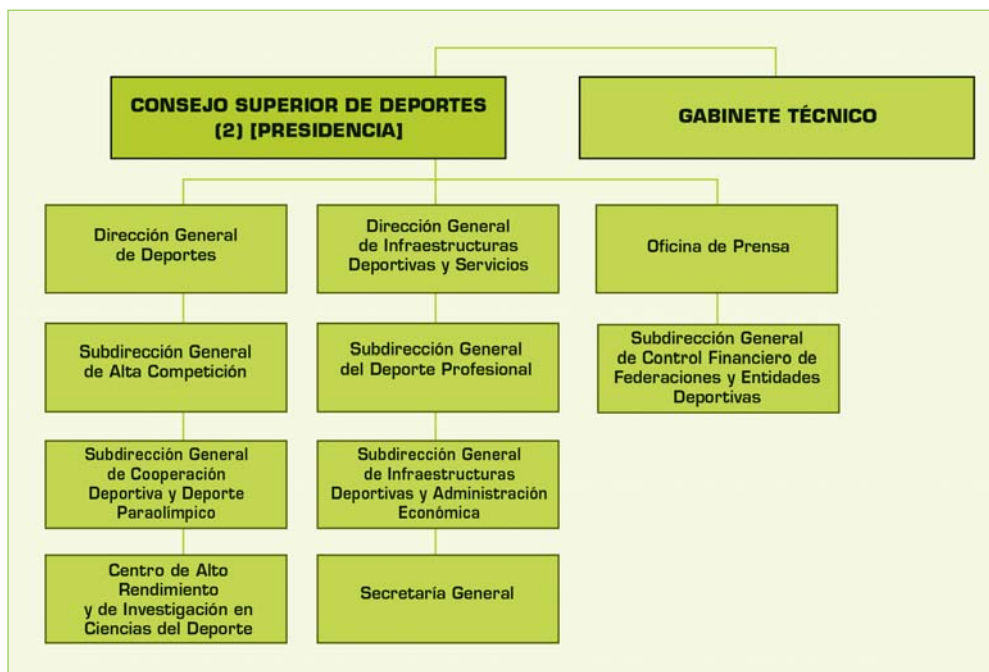 CONSEJO SUPERIOR DE DEPORTES
(2) [PRESIDENCIA]
GABINETE TÉCNICO
Dirección General
de Deportes
Dirección General
de Infraestructuras
Deportivas y Servicios
Oficina de Prensa
Subdirección General
de Alta Competición
Subdirección General
del Deporte Profesional
Subdirección General
de Control Financiero de
Federaciones y Entidades
Deportivas
Subdirección General
de Cooperación
Deportiva y Deporte
Paraolímpico
Subdirección General
de Infraestructuras
Deportivas y Administración
Económica
Centro de Alto
Rendimiento
y de Investigación en
Ciencias del Deporte
Secretaría General